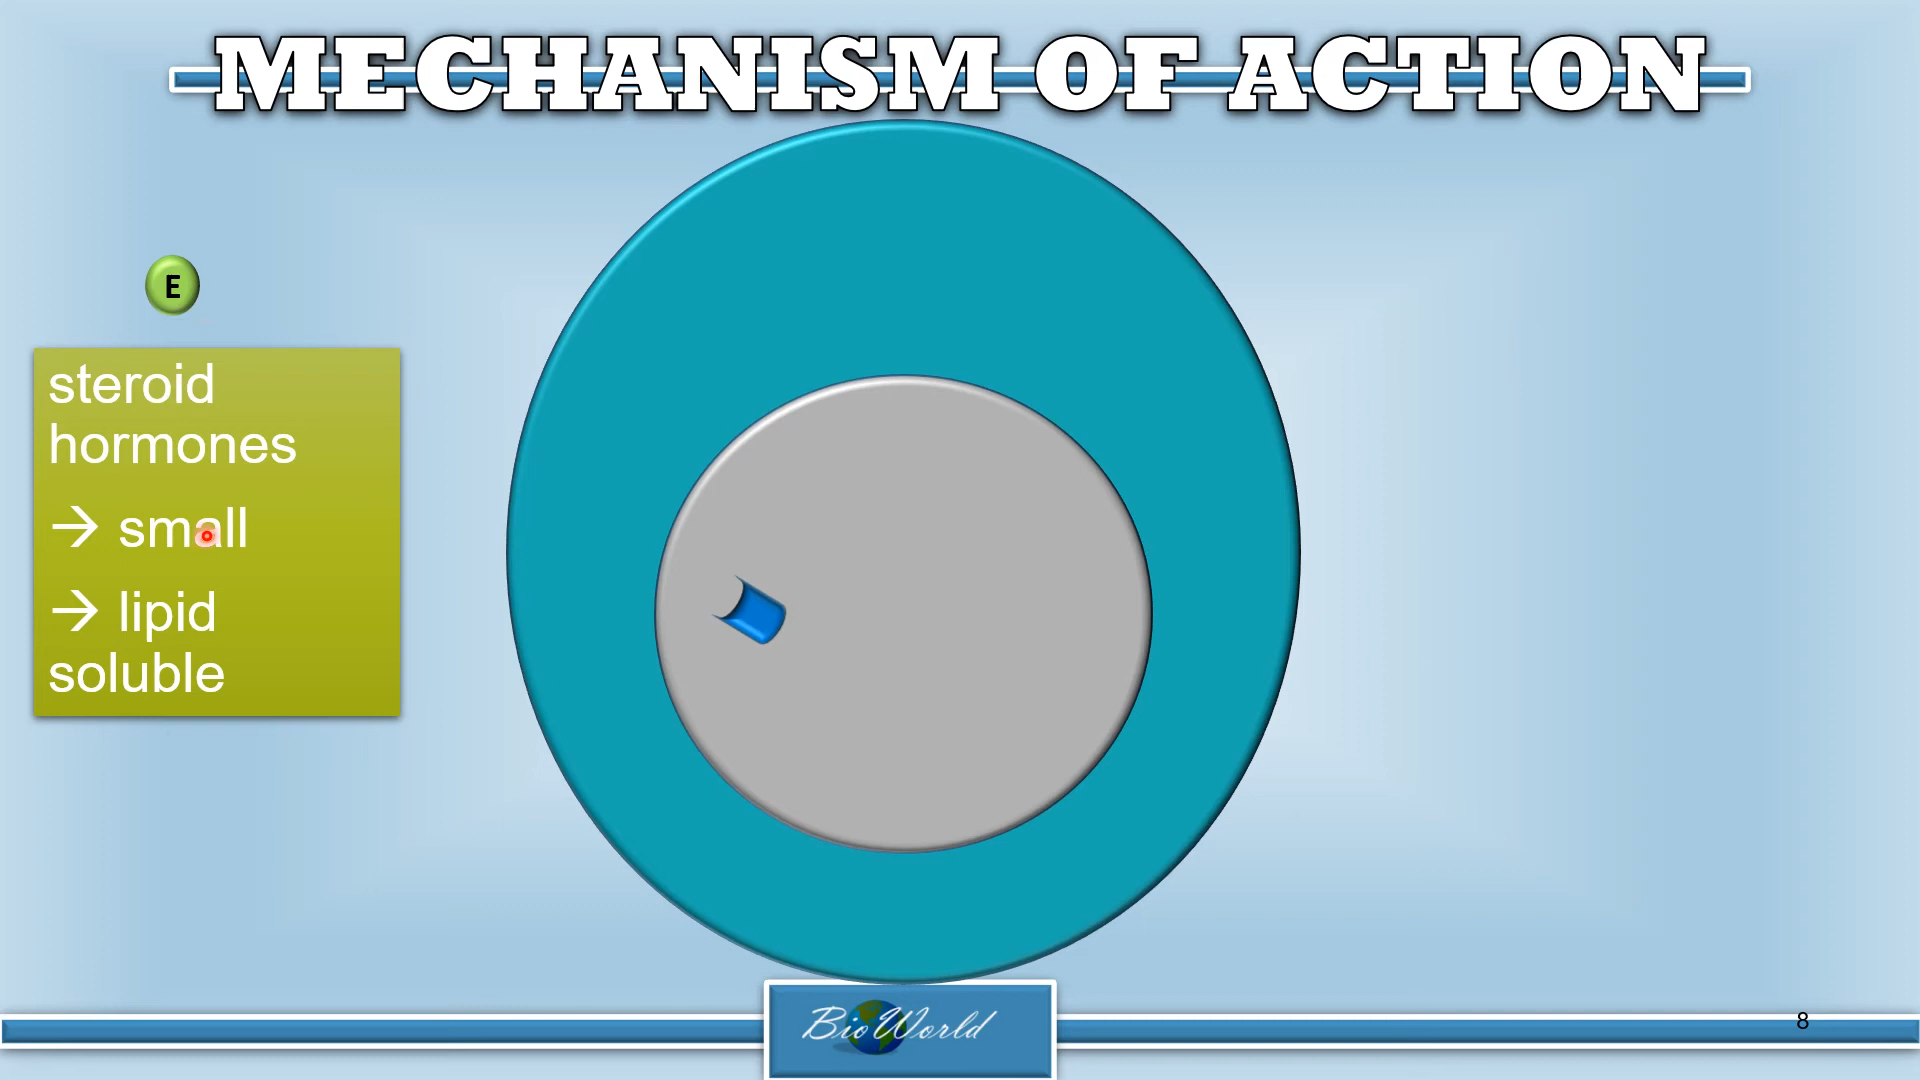 MECHANISM OF ACTION
E
steroid
hormones
→ small
→ lipid
soluble
BioWorld
8